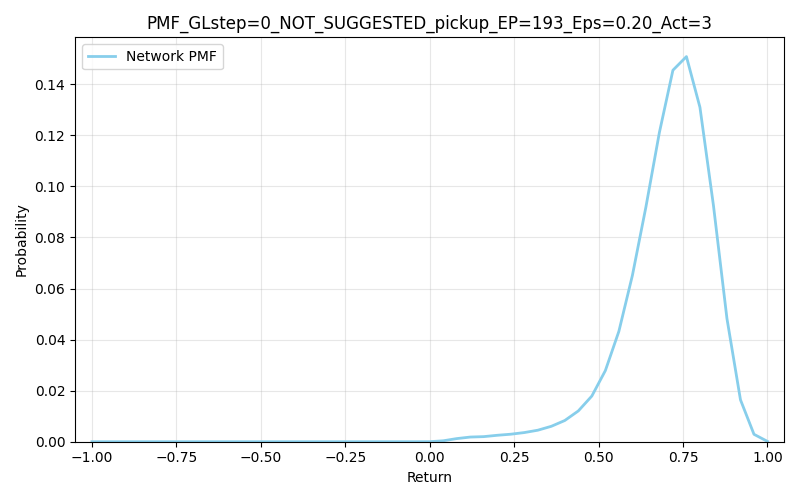 PMF_GLstep=0_NOT_SUGGESTED_pickup_EP=193_Eps=0.20_Act=3
Network PMF
0.14
0.12
0.10
0.08
0.06
0.04
0.02
0.00
Probability
−1.00 −0.75 −0.50 −0.25 0.00 0.25 0.50 0.75 1.00
Return